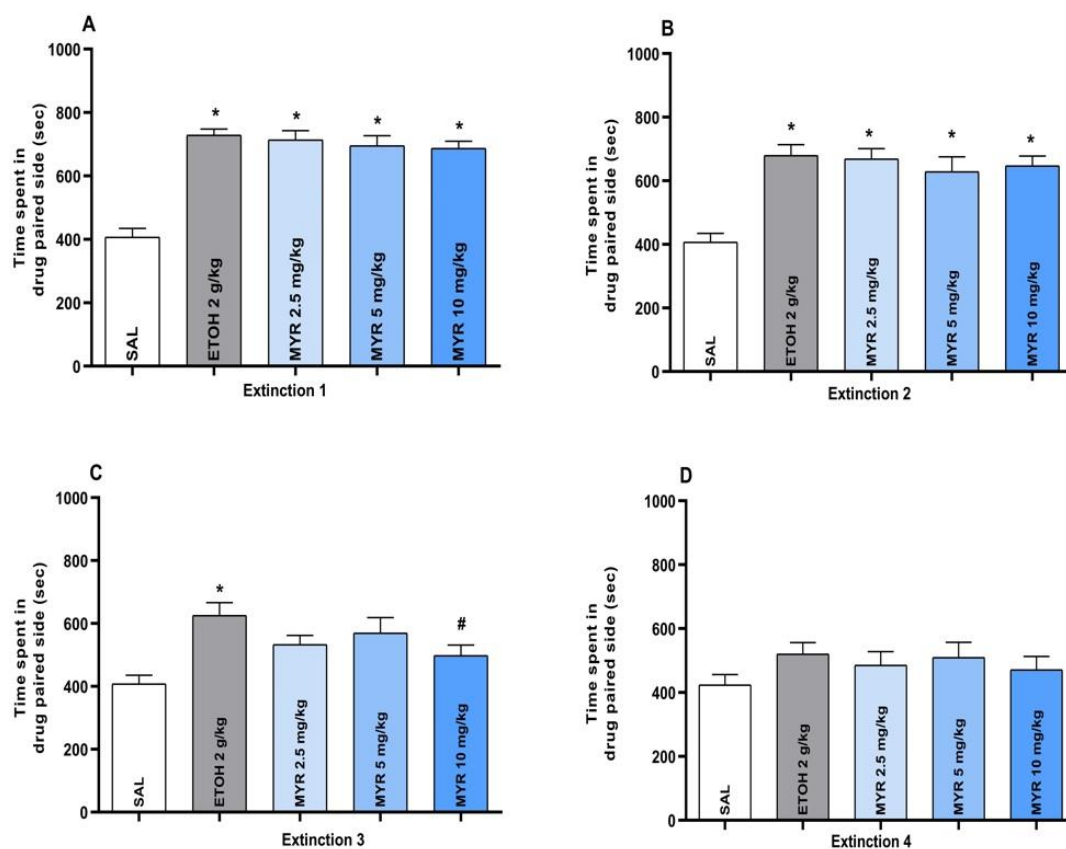 A
Time spent in
drug paired side (sec)
1000
800
600
400
200
0
*
*
*
*
SAL
ETOH 2 g/kg
MYR 2.5 mg/kg
MYR 5 mg/kg
MYR 10 mg/kg
Extinction 1
B
Time spent in
drug paired side (sec)
1000
800
600
400
200
0
*
*
*
*
SAL
ETOH 2 g/kg
MYR 2.5 mg/kg
MYR 5 mg/kg
MYR 10 mg/kg
Extinction 2
C
Time spent in
drug paired side (sec)
1000
800
600
400
200
0
*
#
SAL
ETOH 2 g/kg
MYR 2.5 mg/kg
MYR 5 mg/kg
MYR 10 mg/kg
Extinction 3
D
Time spent in
drug paired side (sec)
1000
800
600
400
200
0
SAL
ETOH 2 g/kg
MYR 2.5 mg/kg
MYR 5 mg/kg
MYR 10 mg/kg
Extinction 4